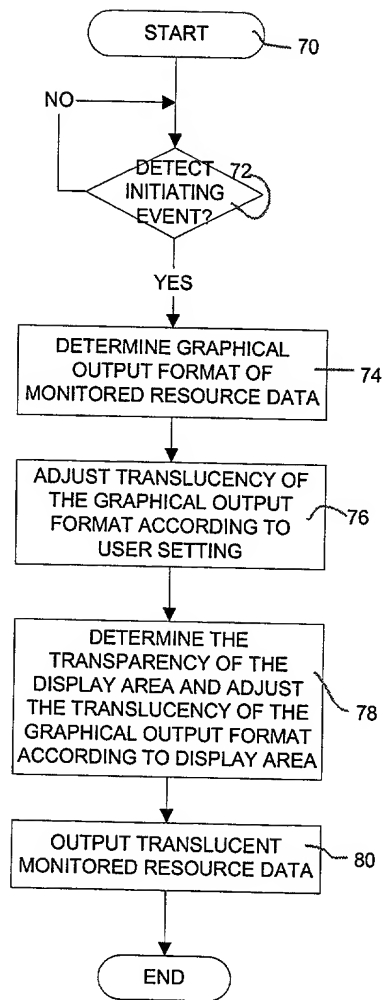 START
70
NO
72
DETECT
INITIATING
EVENT?
YES
DETERMINE GRAPHICAL
OUTPUT FORMAT OF
MONITORED RESOURCE DATA
74
ADJUST TRANSLUCENCY OF
THE GRAPHICAL OUTPUT
FORMAT ACCORDING TO
USER SETTING
76
DETERMINE THE
TRANSPARENCY OF THE
DISPLAY AREA AND ADJUST
THE TRANSLUCENCY OF THE
GRAPHICAL OUTPUT FORMAT
ACCORDING TO DISPLAY AREA
78
OUTPUT TRANSLUCENT
MONITORED RESOURCE DATA
80
END